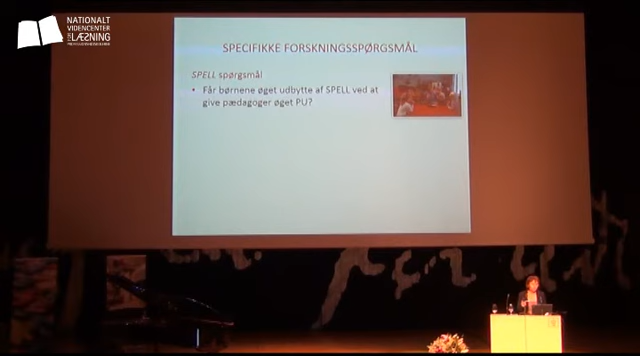 NATIONALT
VIDENCENTER
FOR LÆSNING
SPECIFIKKE FORSKNINGSSPØRGSMÅL
SPELL spørgsmål
• Får børnene øget udbytte af SPELL ved at
give pædagoger øget PU?